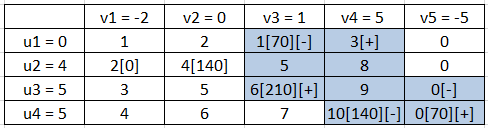 v1 = -2 v2 = 0 v3 = 1 v4 = 5 v5 = -5
u1 = 0 1 2 1[70][-] 3[+] 0
u2 = 4 2[0] 4[140] 5 8 0
u3 = 5 3 5 6[210][+] 9 0[-]
u4 = 5 4 6 7 10[140][-] 0[70][+]